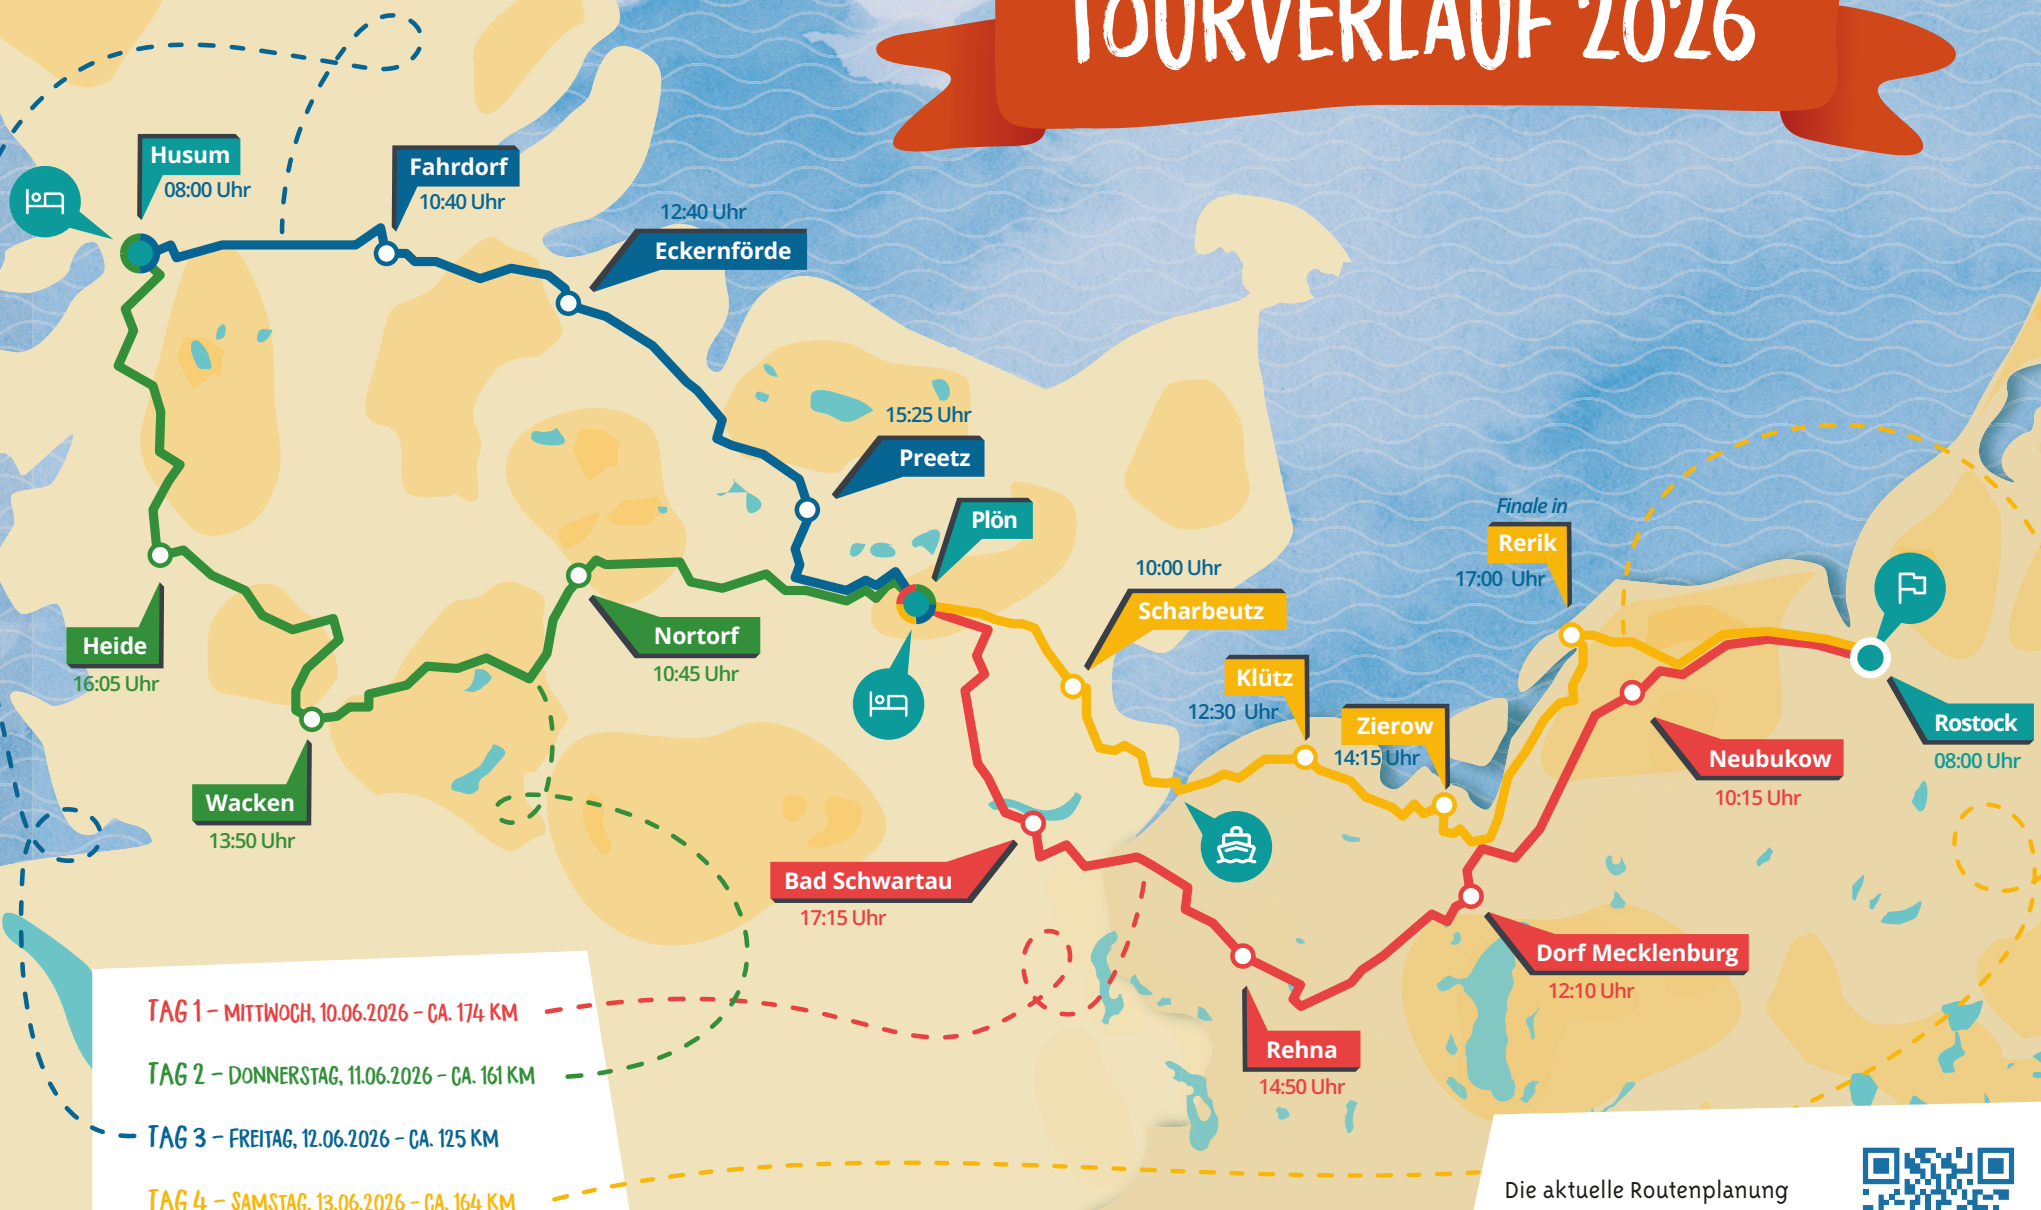 TOURVERLAUF 2026
Husum
08:00 Uhr
Fahrdorf
10:40 Uhr
12:40 Uhr
Eckernförde
15:25 Uhr
Preetz
Plön
Finale in
Rerik
17:00 Uhr
10:00 Uhr
Scharbeutz
Heide
16:05 Uhr
Nortorf
10:45 Uhr
Klütz
12:30 Uhr
Zierow
14:15 Uhr
Rostock
08:00 Uhr
Neubukow
10:15 Uhr
Wacken
13:50 Uhr
Bad Schwartau
17:15 Uhr
Dorf Mecklenburg
12:10 Uhr
Rehna
14:50 Uhr
TAG 1 – MITTWOCH, 10.06.2026 – CA. 174 KM
TAG 2 – DONNERSTAG, 11.06.2026 – CA. 161 KM
TAG 3 – FREITAG, 12.06.2026 – CA. 125 KM
TAG 4 – SAMSTAG, 13.06.2026 – CA. 164 KM
Die aktuelle Routenplanung